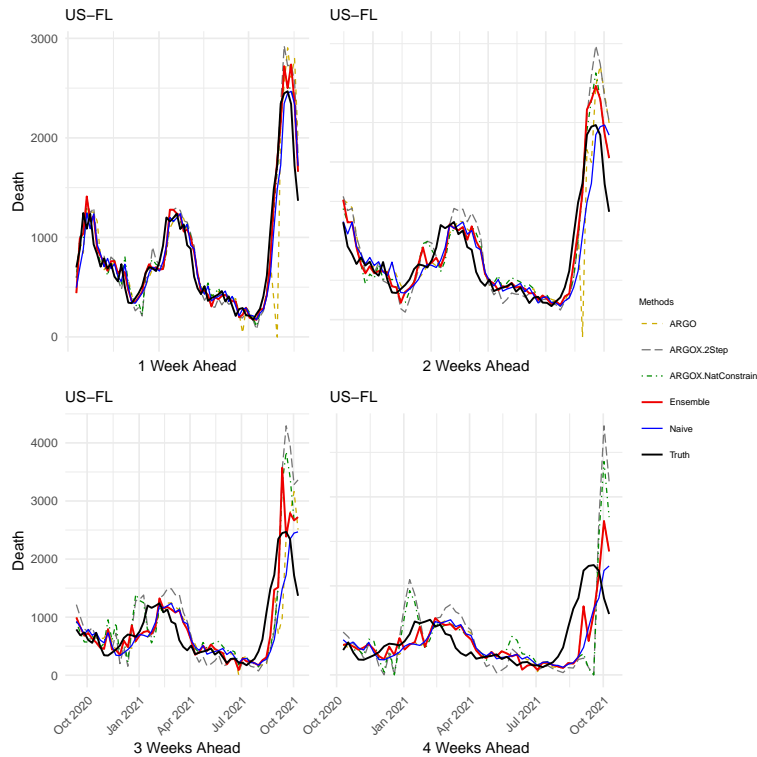 US−FL
US−FL
3000
2000
1000
0
Death
1 Week Ahead
2 Weeks Ahead
Methods
ARGO
ARGOX.2Step
ARGOX.NatConstrain
Ensemble
Naive
Truth
US−FL
US−FL
4000
3000
2000
1000
0
Death
Oct 2020
Jan 2021
Apr 2021
Jul 2021
Oct 2021
Oct 2020
Jan 2021
Apr 2021
Jul 2021
Oct 2021
3 Weeks Ahead
4 Weeks Ahead